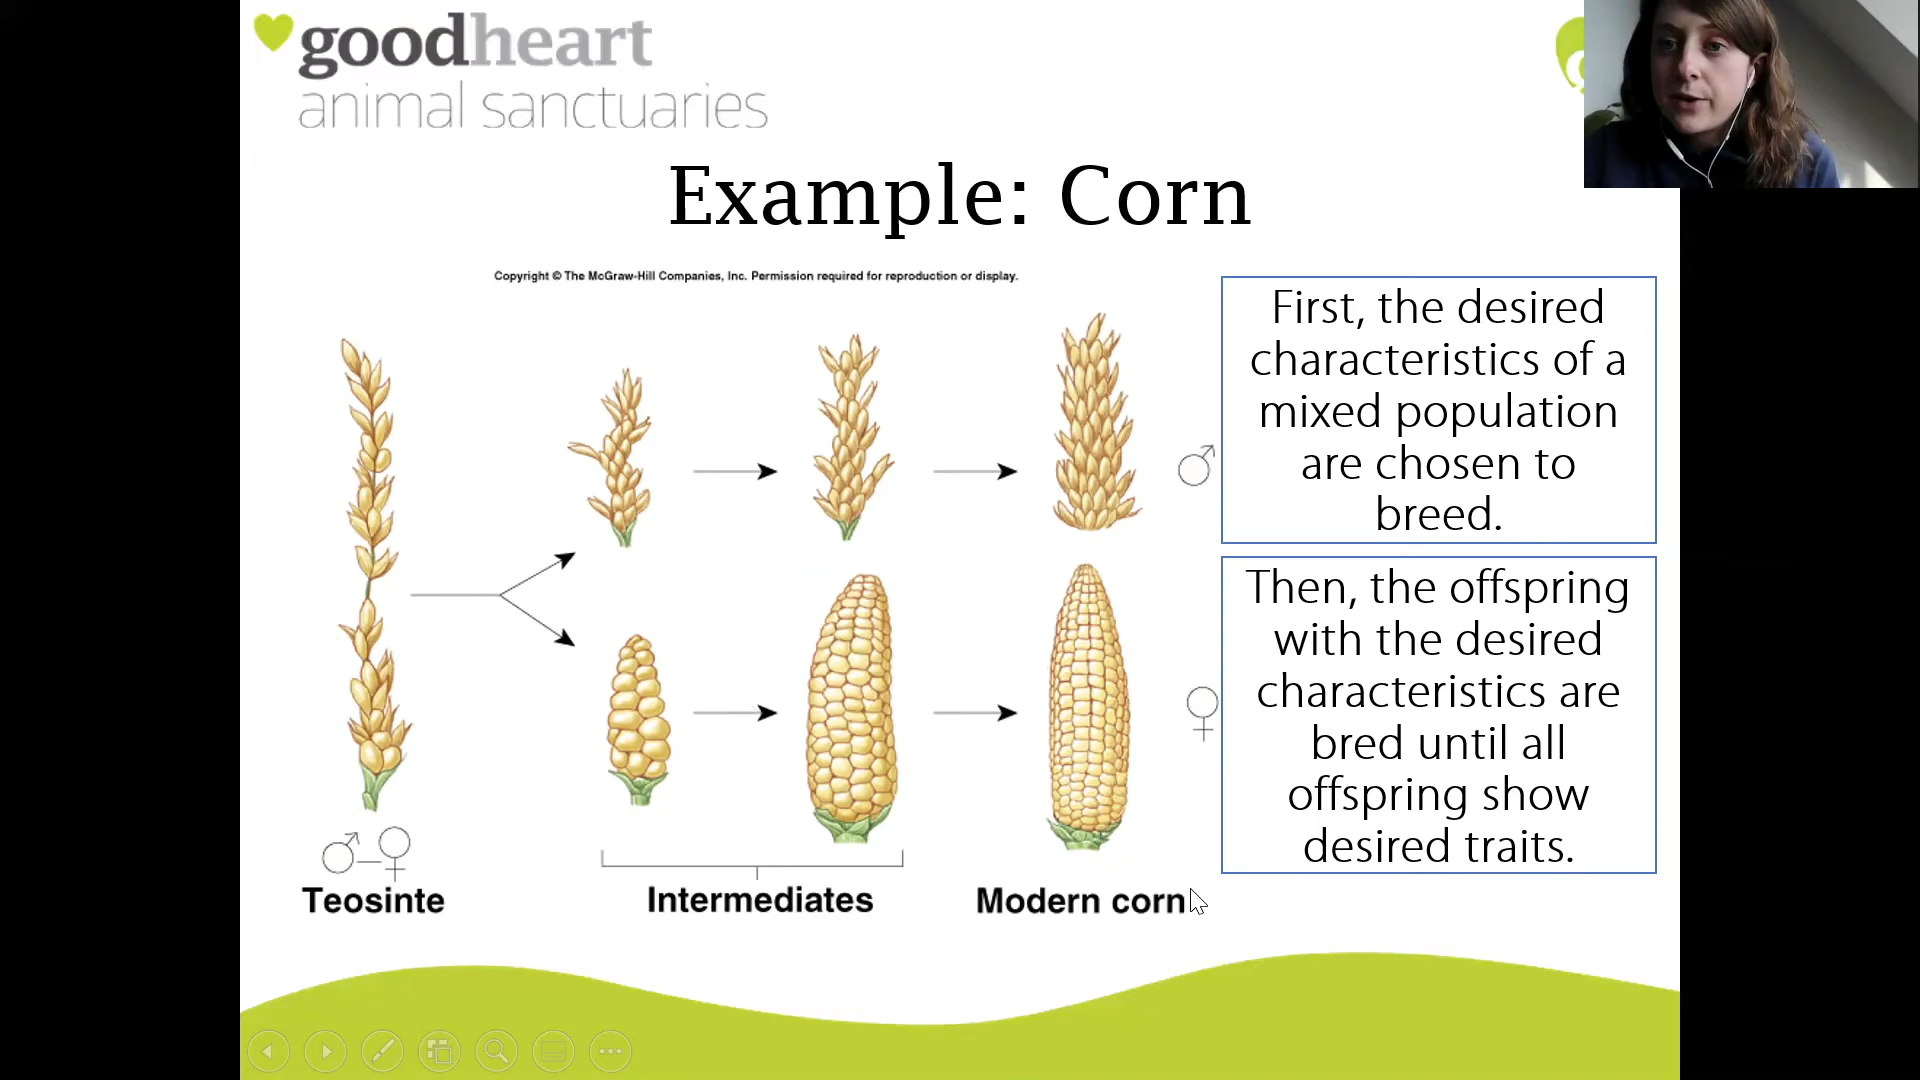 goodheart
animal sanctuaries
Example: Corn
Copyright © The McGraw-Hill Companies, Inc. Permission required for reproduction or display.
First, the desired
characteristics of a
mixed population
are chosen to
breed.
Then, the offspring
with the desired
characteristics are
bred until all
offspring show
desired traits.
Teosinte
Intermediates
Modern corn